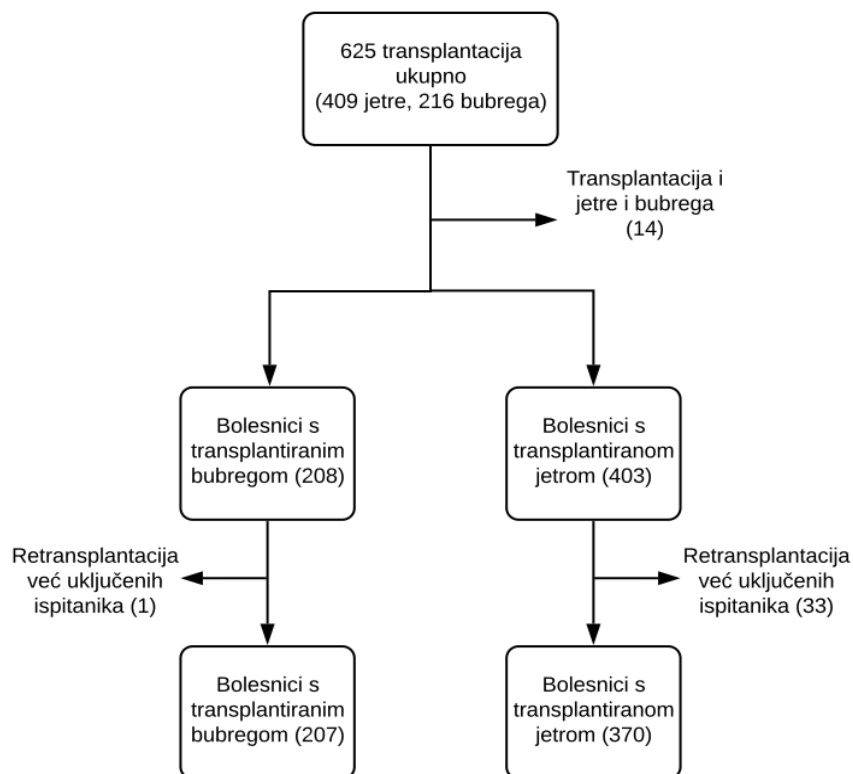 625 transplantacija
ukupno
(409 jetre, 216 bubrega)
Transplantacija i
jetre i bubrega
(14)
Bolesnici s
transplantiranim
bubregom (208)
Bolesnici s
transplantiranom
jetrom (403)
Retransplantacija
već uključenih
ispitanika (1)
Retransplantacija
već uključenih
ispitanika (33)
Bolesnici s
transplantiranim
bubregom (207)
Bolesnici s
transplantiranom
jetrom (370)